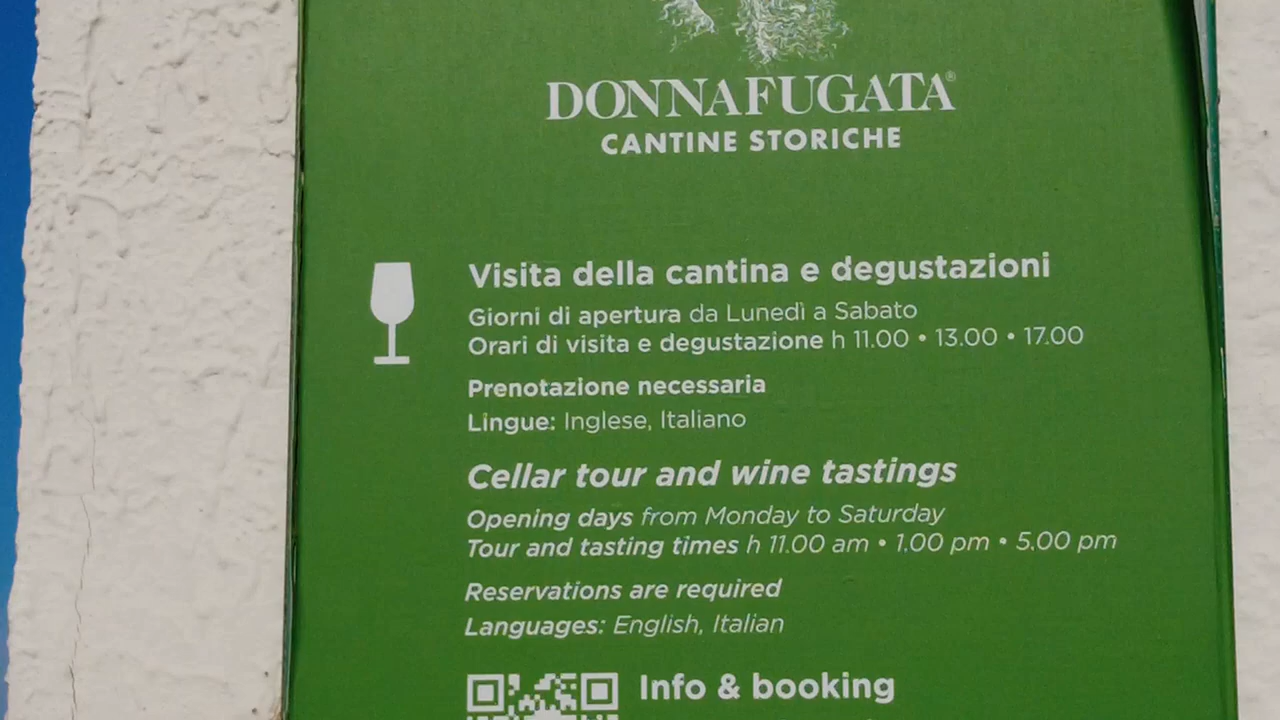 DONNAFUGATA®
CANTINE STORICHE
Visita della cantina e degustazioni
Giorni di apertura da Lunedì a Sabato
Orari di visita e degustazione h 11.00 • 13.00 • 17.00
Prenotazione necessaria
Lingue: Inglese, Italiano
Cellar tour and wine tastings
Opening days from Monday to Saturday
Tour and tasting times h 11.00 am • 1.00 pm • 5.00 pm
Reservations are required
Languages: English, Italian
Info & booking